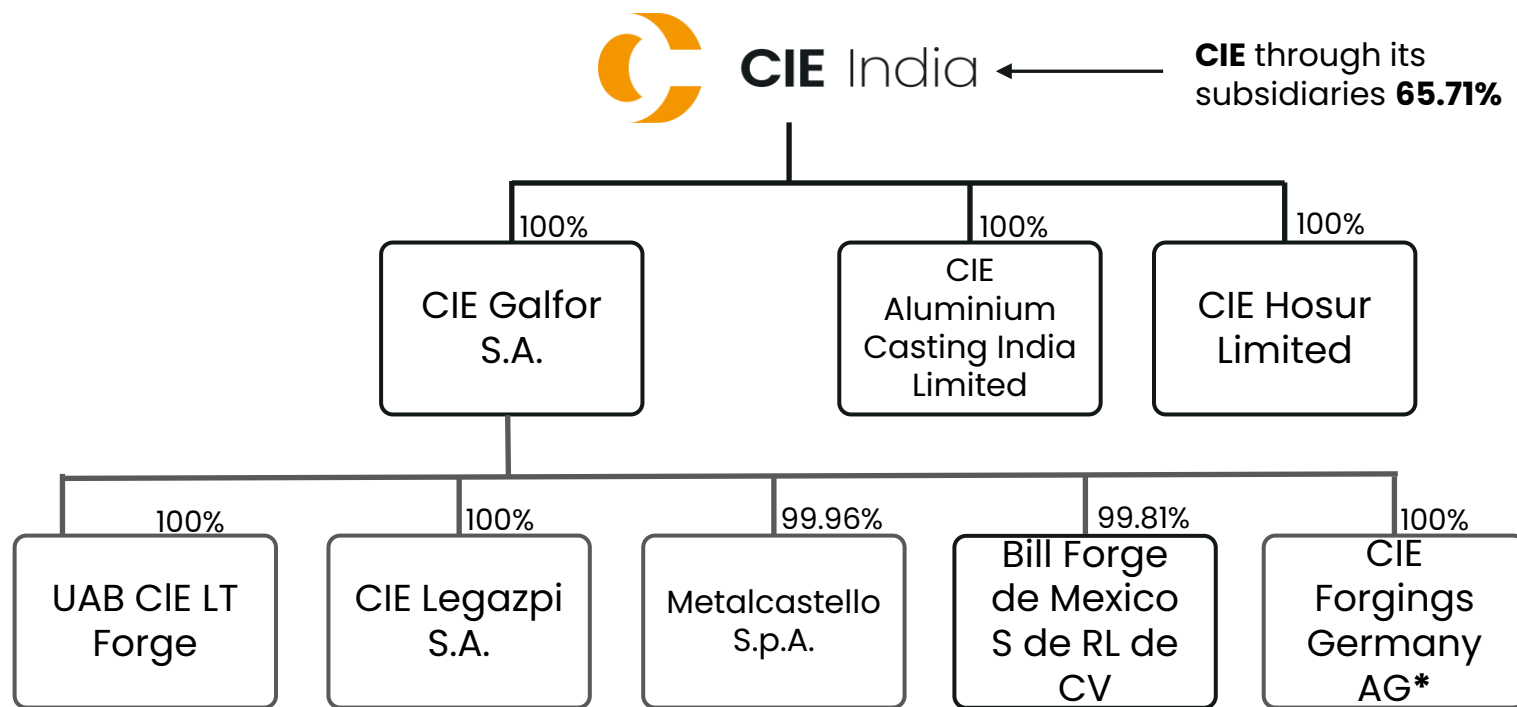 CIE India
CIE through its
subsidiaries 65.71%
100%
100%
100%
CIE Galfor
S.A.
CIE
Aluminium
Casting India
Limited
CIE Hosur
Limited
100%
100%
99.96%
99.81%
100%
UAB CIE LT
Forge
CIE Legazpi
S.A.
Metalcastello
S.p.A.
Bill Forge
de Mexico
S de RL de
CV
CIE
Forgings
Germany
AG*